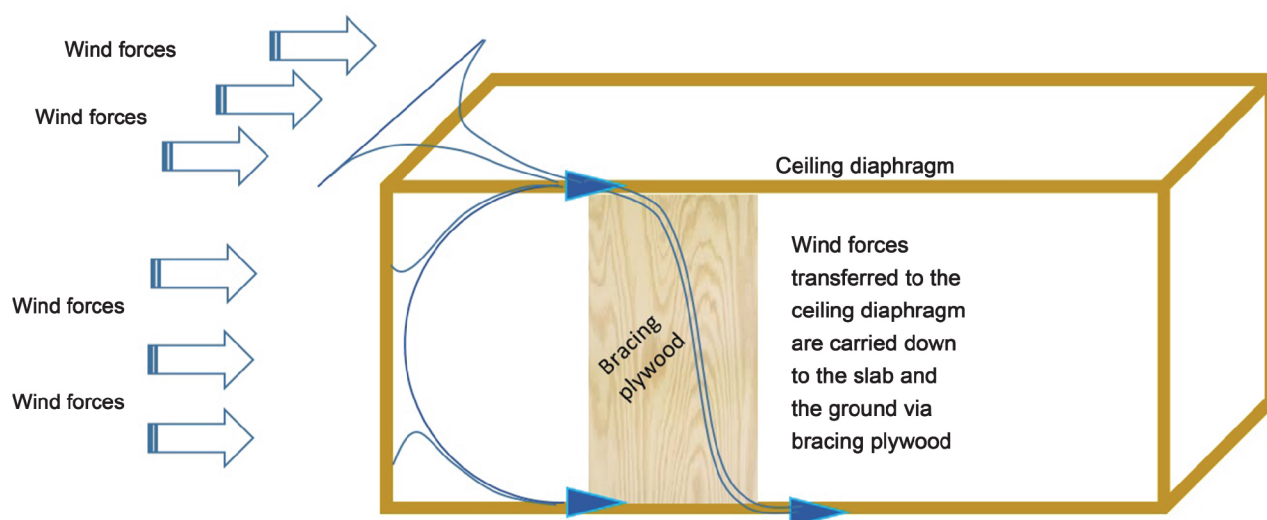 Wind forces
Wind forces
Ceiling diaphragm
Wind forces
Wind forces
Bracing
plywood
Wind forces
transferred to the
ceiling diaphragm
are carried down
to the slab and
the ground via
bracing plywood